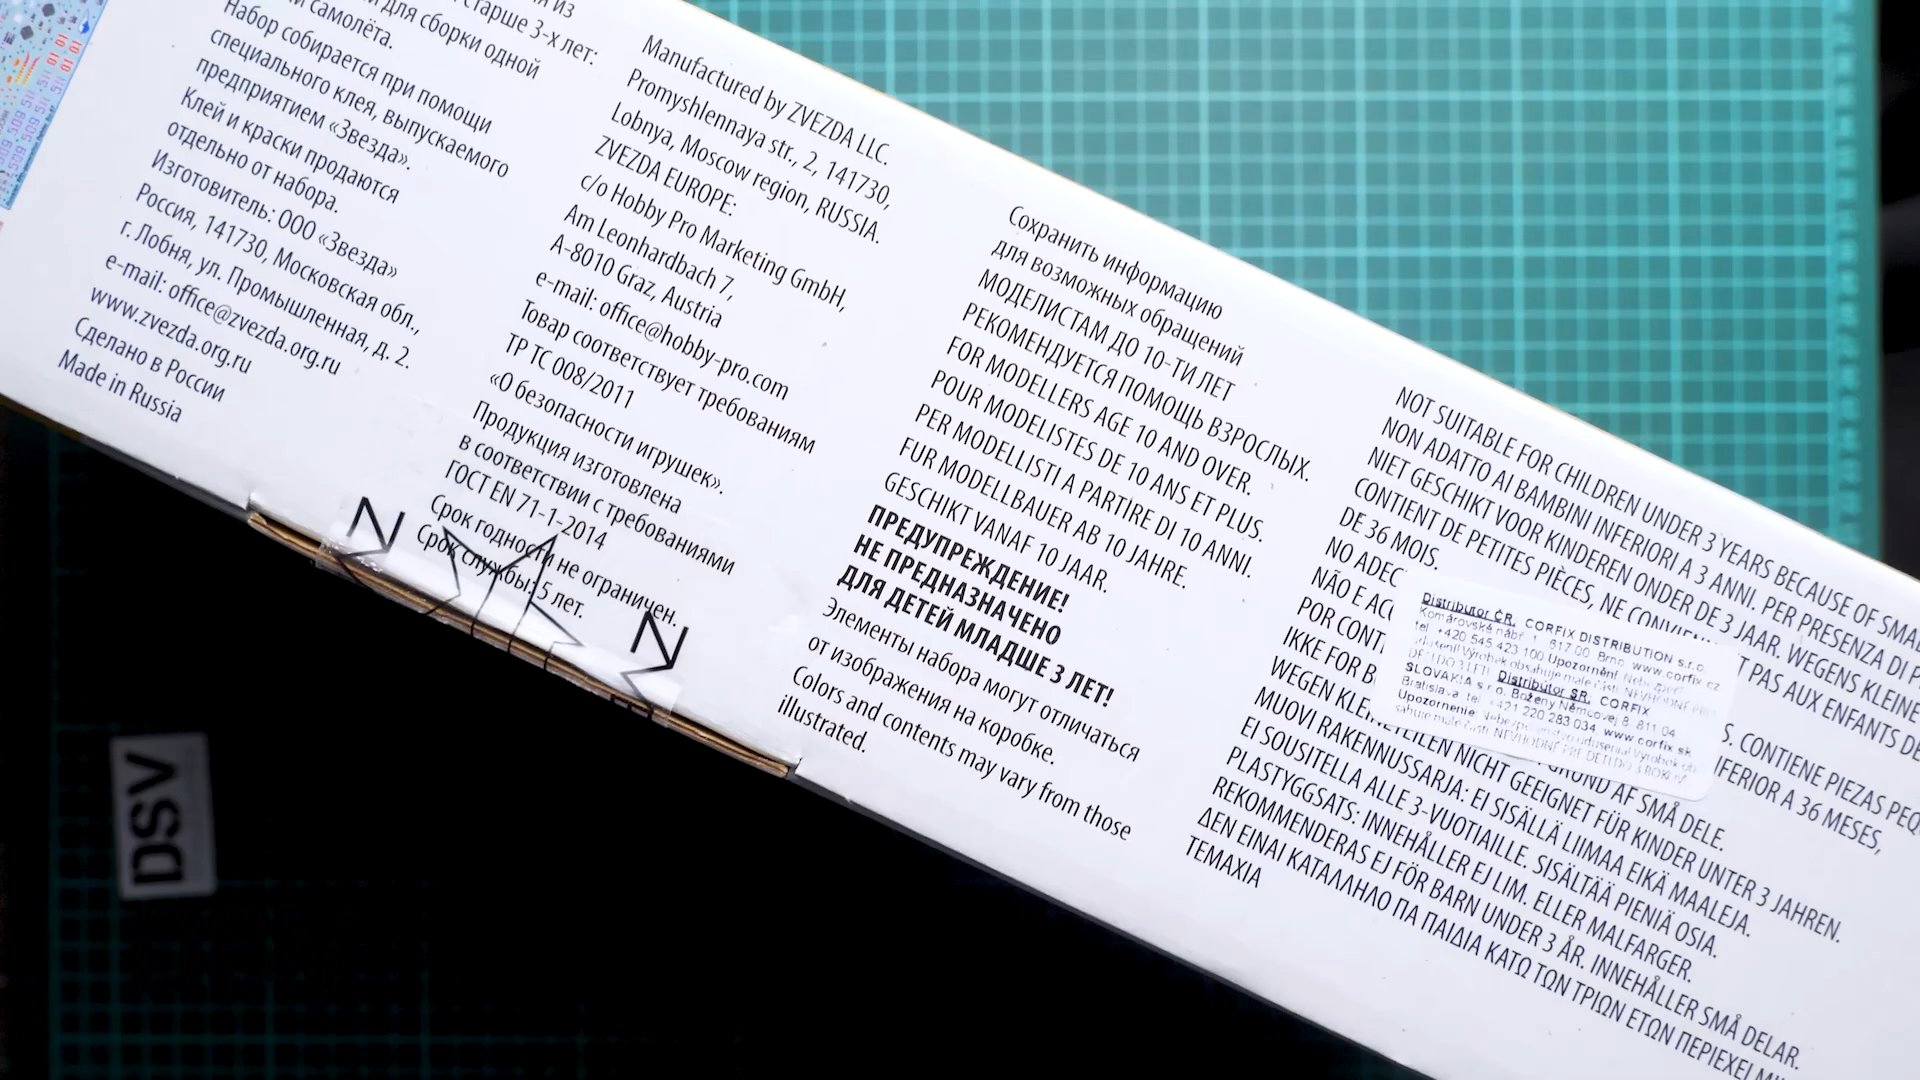 из
старше 3-х лет:
для сборки одной
самолёта.
Набор собирается при помощи
специального клея, выпускаемого
предприятием «Звезда».
Клей и краски продаются
отдельно от набора.
Изготовитель: ООО «Звезда»
Россия, 141730, Московская обл.,
г. Лобня, ул. Промышленная, д. 2.
e-mail: office@zvezda.org.ru
www.zvezda.org.ru
Сделано в России
Made in Russia
Manufactured by ZVEZDA LLC.
Promyshlennaya str., 2, 141730,
Lobnya, Moscow region, RUSSIA.
ZVEZDA EUROPE:
c/o Hobby Pro Marketing GmbH,
Am Leonhardbach 7,
A-8010 Graz, Austria
e-mail: office@hobby-pro.com
Товар соответствует требованиям
ТР ТС 008/2011
«О безопасности игрушек».
Продукция изготовлена
в соответствии с требованиями
ГОСТ EN 71-1-2014
Срок годности не ограничен.
Срок службы: 5 лет.
Сохранить информацию
для возможных обращений
МОДЕЛИСТАМ ДО 10-ТИ ЛЕТ
РЕКОМЕНДУЕТСЯ ПОМОЩЬ ВЗРОСЛЫХ.
FOR MODELLERS AGE 10 AND OVER.
POUR MODELISTES DE 10 ANS ET PLUS.
PER MODELLISTI A PARTIRE DI 10 ANNI.
FUR MODELLBAUER AB 10 JAHRE.
GESCHIKT VANAF 10 JAAR.
ПРЕДУПРЕЖДЕНИЕ!
НЕ ПРЕДНАЗНАЧЕНО
ДЛЯ ДЕТЕЙ МЛАДШЕ 3 ЛЕТ!
Элементы набора могут отличаться
от изображения на коробке.
Colors and contents may vary from those
illustrated.
NOT SUITABLE FOR CHILDREN UNDER 3 YEARS BECAUSE OF
NON ADATTO AI BAMBINI INFERIORI A 3 ANNI. PER PRESENZA DI
NIET GESCHIKT VOOR KINDEREN ONDER DE 3 JAAR. WEGENS KLEINE
CONTIENT DE PETITES PIÈCES, NE CONVIENT PAS AUX ENFANTS
DE 36 MOIS.
NO
CONTIENE PIEZAS
NÃO E
A 36 MESES,
POR
IKKE FOR
GRUND AF SMÅ DELE.
WEGEN NICHT GEEIGNET FÜR KINDER UNTER 3 JAHREN.
MUOVI RAKENNUSSARJA: EI SISÄLLÄ LIIMAA EIKÄ MAALEJA.
EI SOUSITELLA ALLE 3-VUOTIAILLE. SISÄLTÄÄ PIENIÄ OSIA.
PLASTYGGSATS: INNEHÅLLER EJ LIM. ELLER MALFARGER.
REKOMMENDERAS EJ FÖR BARN UNDER 3 ÅR. INNEHÅLLER SMÅ DELAR.
ΔΕΝ ΕΙΝΑΙ ΚΑΤΑΛΛΗΛΟ ΠΑ ΠΑΙΔΙΑ ΚΑΤΩ ΤΩΝ ΤΡΙΩΝ ΕΤΩΝ ΠΕΡΙΕΧΕΙ
ΤΕΜΑΧΙΑ
Distributor ČR, CORFIX DISTRIBUTION s.r.o.
Komárovské nábř. 1, 617 00 Brno, www.corfix.cz
tel. +420 545 423 100 Upozornění!
Distribútor SR, CORFIX
SLOVAKIA s.r.o. Boženy Němcovej 8, 811 04
Bratislava tel. +421 220 283 034, www.corfix.sk
Upozornenie:
DSV